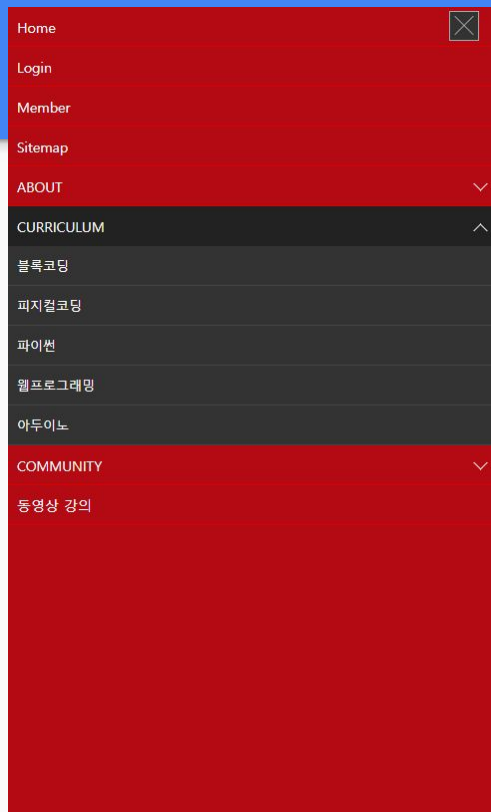 Home
Login
Member
Sitemap
ABOUT
CURRICULUM
블록코딩
피지컬코딩
파이썬
웹프로그래밍
아두이노
COMMUNITY
동영상 강의